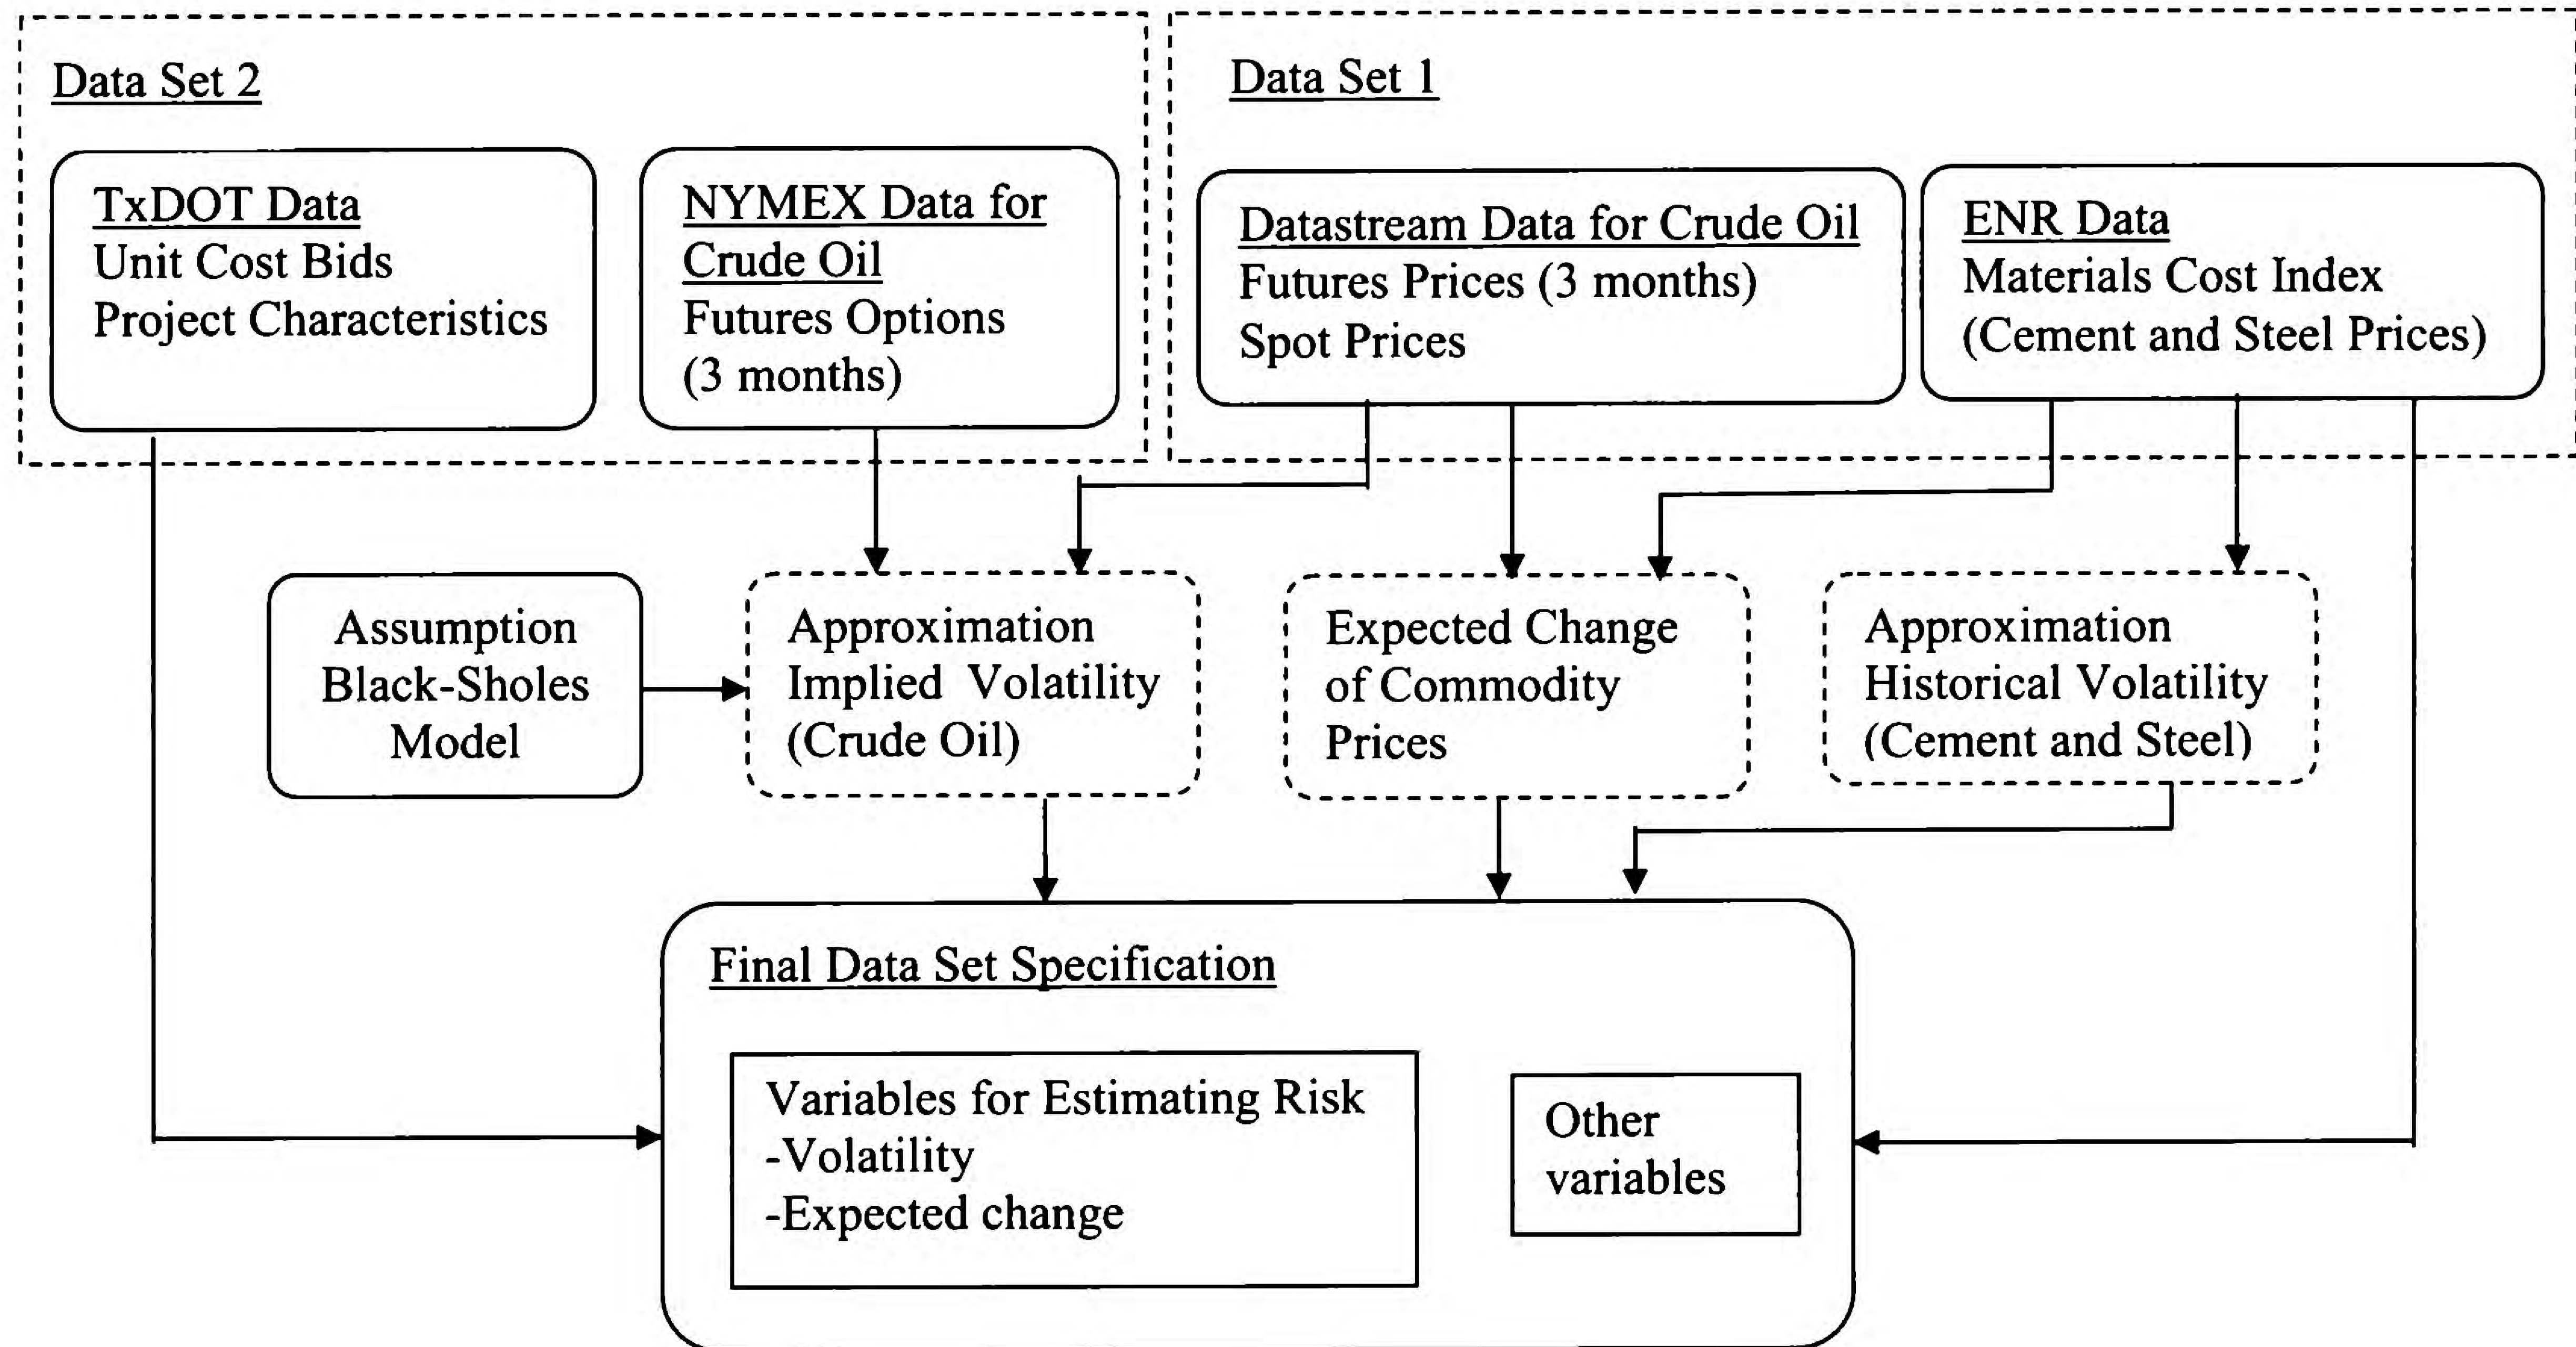 Data Set 2
TxDOT Data
Unit Cost Bids
Project Characteristics
NYMEX Data for
Crude Oil
Futures Options
(3 months)
Data Set 1
Datastream Data for Crude Oil
Futures Prices (3 months)
Spot Prices
ENR Data
Materials Cost Index
(Cement and Steel Prices)
Assumption
Black-Sholes
Model
Approximation
Implied Volatility
(Crude Oil)
Expected Change
of Commodity
Prices
Approximation
Historical Volatility
(Cement and Steel)
Final Data Set Specification
Variables for Estimating Risk
-Volatility
-Expected change
Other
variables